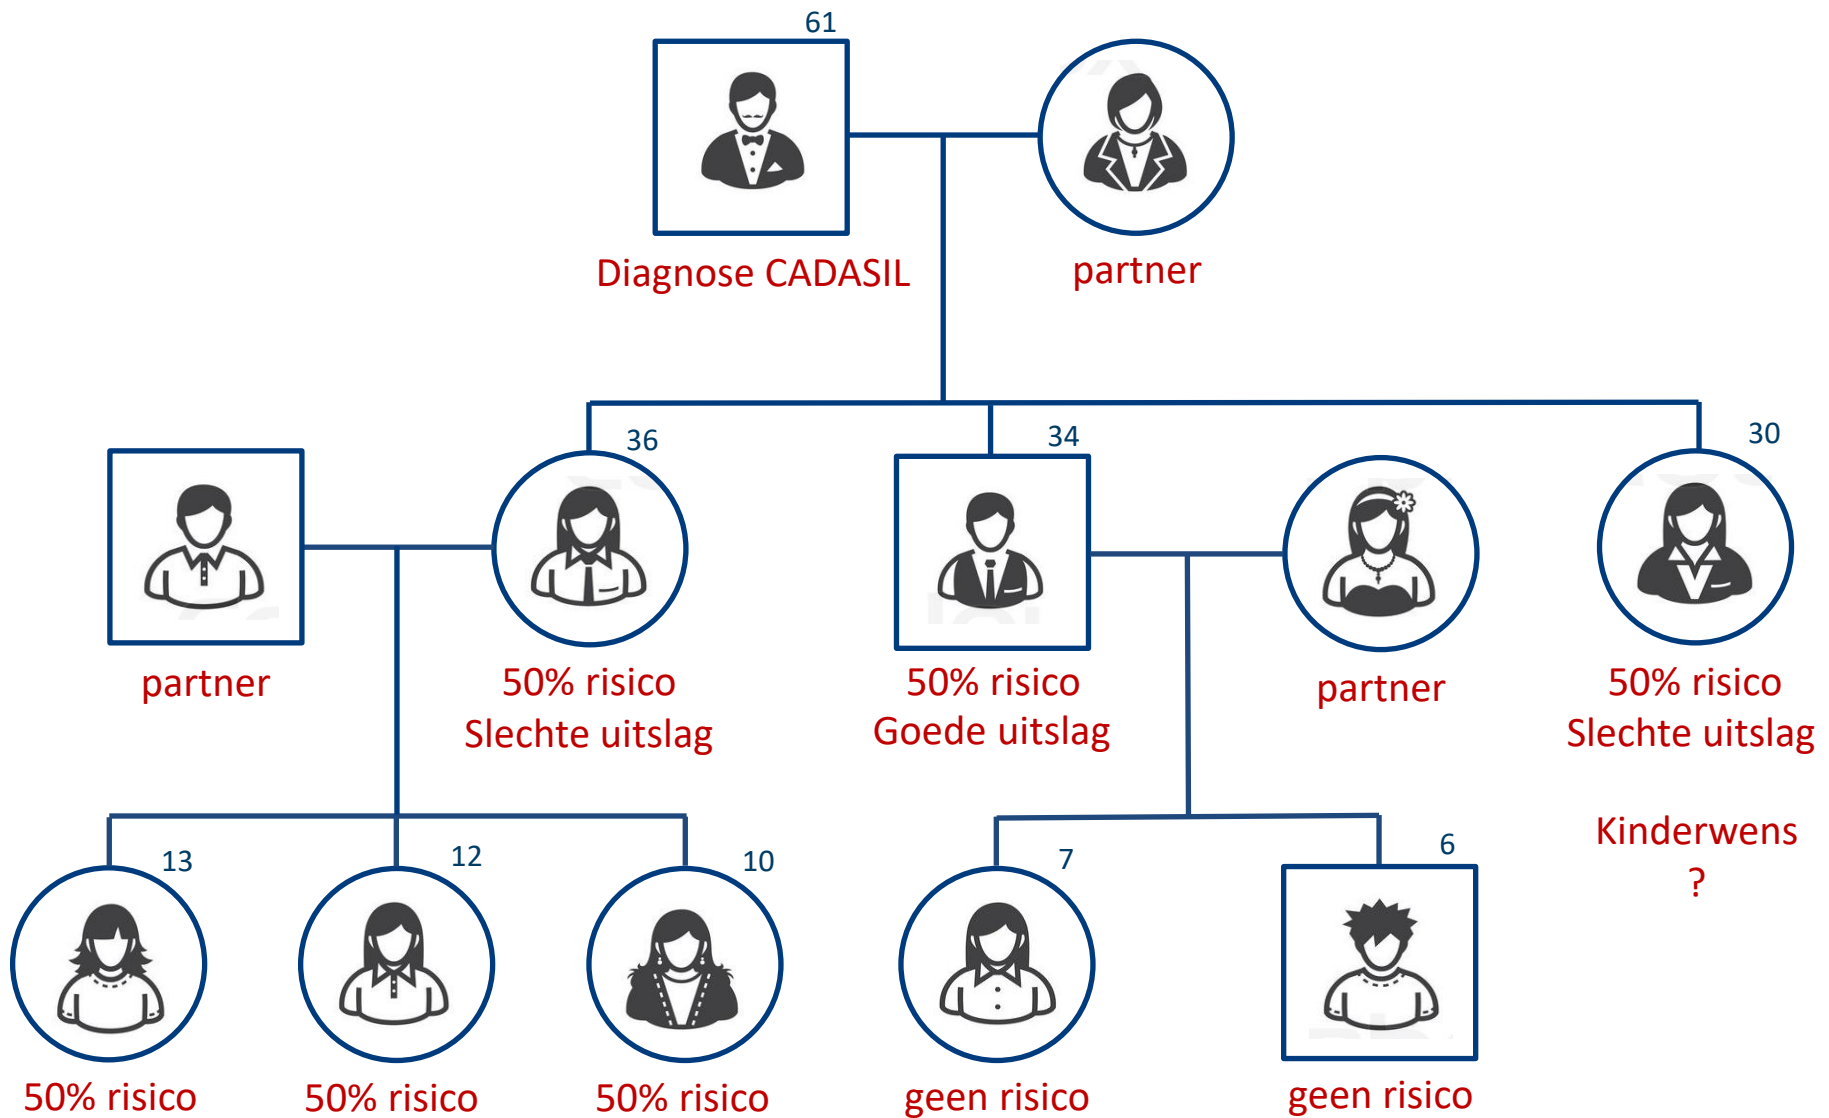 61
Diagnose CADASIL
partner
36
34
30
partner
50% risico
Slechte uitslag
50% risico
Goede uitslag
partner
50% risico
Slechte uitslag
Kinderwens
?
13
12
10
7
6
50% risico
50% risico
50% risico
geen risico
geen risico